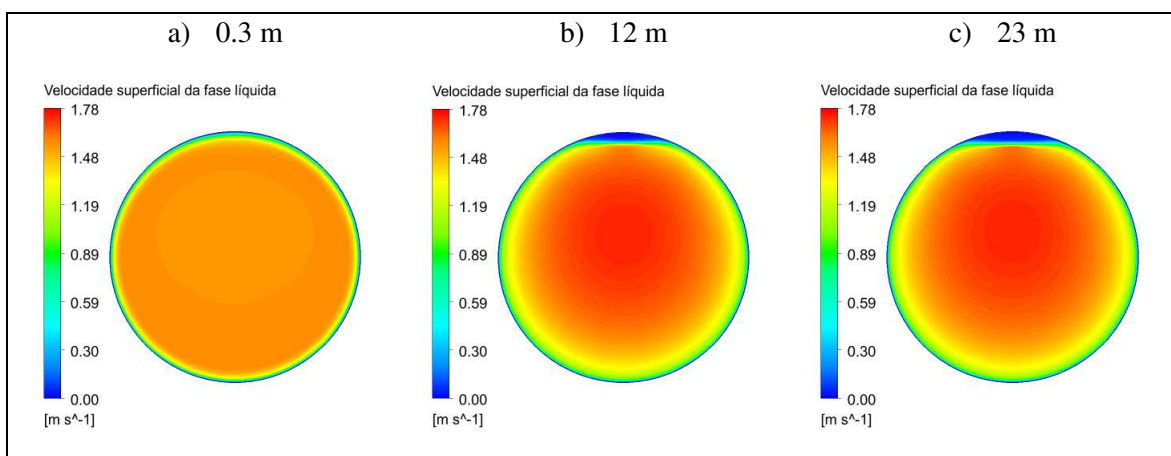 a) 0.3 m
b) 12 m
c) 23 m
Velocidade superficial da fase líquida
1.78
1.48
1.19
0.89
0.59
0.30
0.00
[m s^-1]
Velocidade superficial da fase líquida
1.78
1.48
1.19
0.89
0.59
0.30
0.00
[m s^-1]
Velocidade superficial da fase líquida
1.78
1.48
1.19
0.89
0.59
0.30
0.00
[m s^-1]